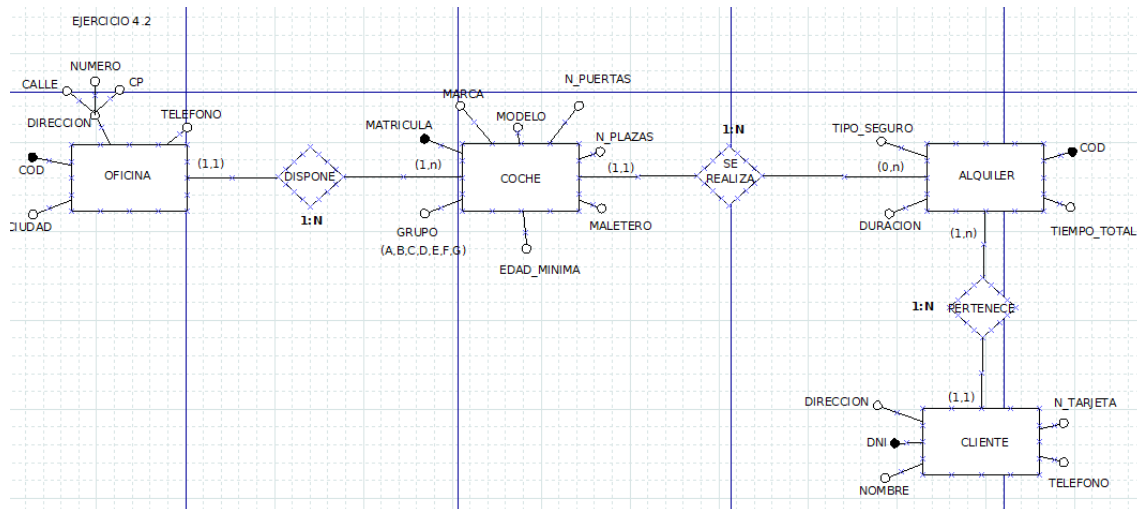 EJERCICIO 4.2
NUMERO
CALLE
CP
DIRECCION
TELEFONO
COD
OFICINA
CIUDAD
(1,1)
DISPONE
1:N
(1,n)
MARCA
MODELO
N_PUERTAS
MATRICULA
N_PLAZAS
COCHE
(1,1)
GRUPO
(A,B,C,D,E,F,G)
EDAD_MINIMA
MALETERO
1:N
SE
REALIZA
TIPO_SEGURO
(0,n)
COD
ALQUILER
DURACION
TIEMPO_TOTAL
(1,n)
1:N
PERTENECE
(1,1)
DIRECCION
N_TARJETA
DNI
CLIENTE
NOMBRE
TELEFONO